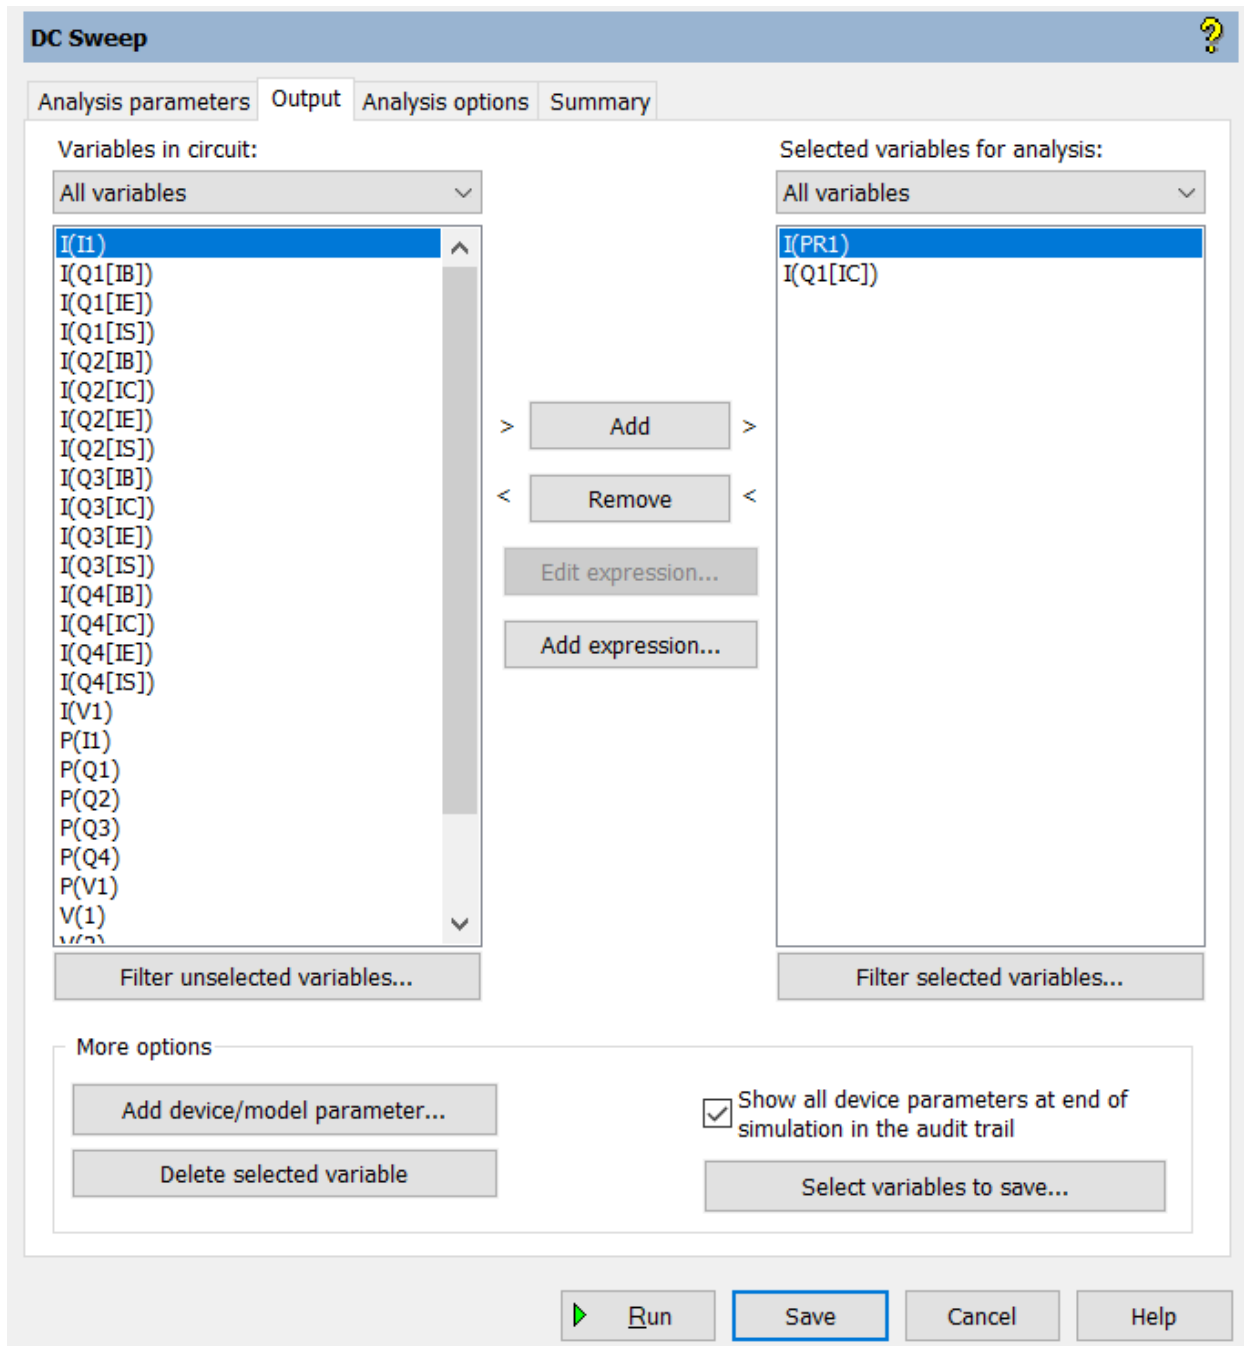 DC Sweep
Analysis parameters
Output
Analysis options
Summary
Variables in circuit:
All variables
I(I1)
I(Q1[IB])
I(Q1[IE])
I(Q1[IS])
I(Q2[IB])
I(Q2[IC])
I(Q2[IE])
I(Q2[IS])
I(Q3[IB])
I(Q3[IC])
I(Q3[IE])
I(Q3[IS])
I(Q4[IB])
I(Q4[IC])
I(Q4[IE])
I(Q4[IS])
I(V1)
P(I1)
P(Q1)
P(Q2)
P(Q3)
P(Q4)
P(V1)
V(1)
Filter unselected variables...
> Add >
< Remove <
Edit expression...
Add expression...
Selected variables for analysis:
All variables
I(PR1)
I(Q1[IC])
Filter selected variables...
More options
Add device/model parameter...
Delete selected variable
Show all device parameters at end of
simulation in the audit trail
Select variables to save...
Run
Save
Cancel
Help